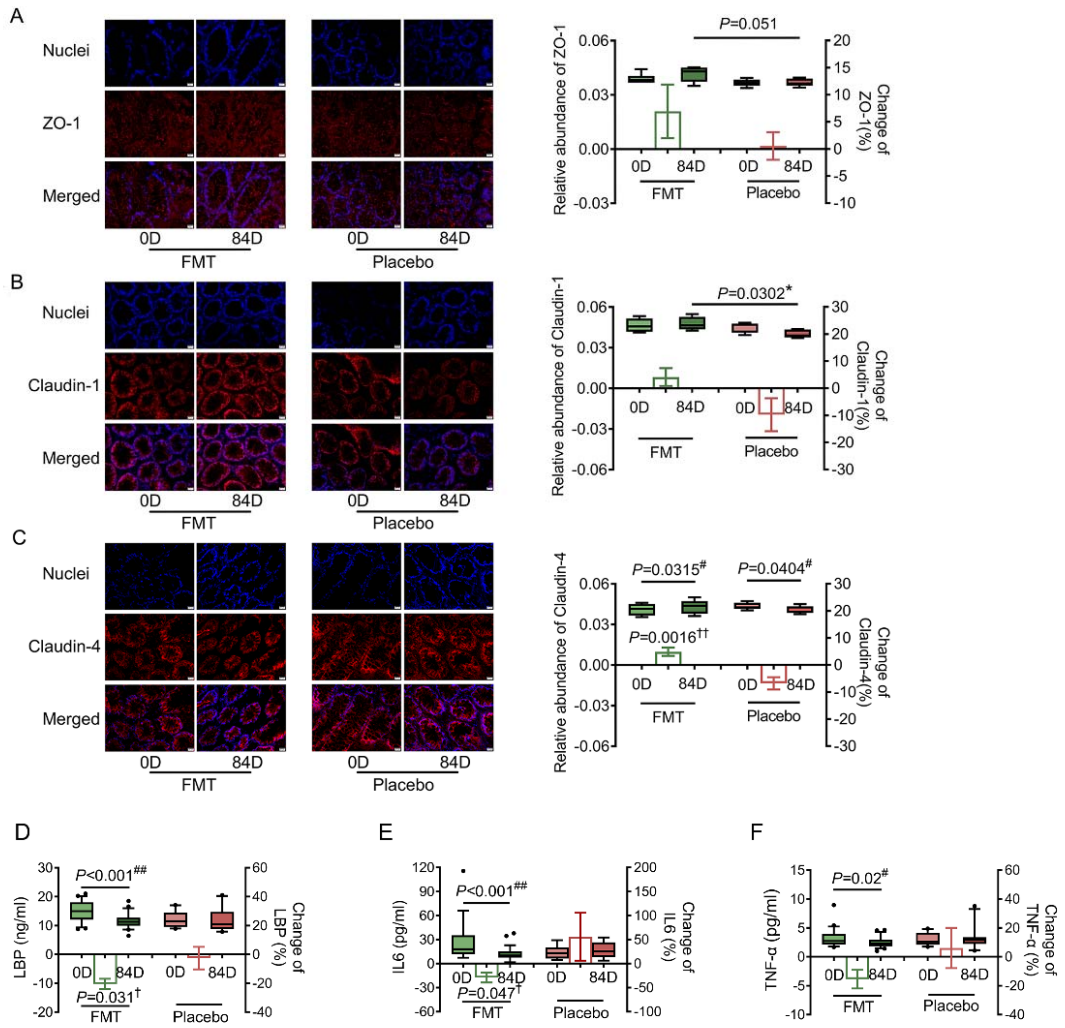 A
Nuclei
ZO-1
Merged
0D 84D 0D 84D
FMT Placebo
P=0.051
Relative abundance of ZO-1
0.06
0.03
0.00
-0.03
20
15
10
5
0
-5
-10
Change of
ZO-1(%)
0D 84D 0D 84D
FMT Placebo
B
Nuclei
Claudin-1
Merged
0D 84D 0D 84D
FMT Placebo
P=0.0302*
Relative abundance of Claudin-1
0.06
0.03
0.00
-0.03
-0.06
30
20
10
0
-10
-20
-30
Change of
Claudin-1(%)
0D 84D 0D 84D
FMT Placebo
C
Nuclei
Claudin-4
Merged
0D 84D 0D 84D
FMT Placebo
P=0.0315# P=0.0404#
P=0.0016††
Relative abundance of Claudin-4
0.06
0.03
0.00
-0.03
-0.06
30
20
10
0
-10
-20
-30
Change of
Claudin-4(%)
0D 84D 0D 84D
FMT Placebo
D
P<0.001##
LBP (ng/ml)
30
20
10
0
-10
-20
60
40
20
0
-20
-40
Change of
LBP (%)
0D 84D 0D 84D
P=0.031†
FMT Placebo
E
P<0.001##
IL6 (pg/ml)
120
90
60
30
0
-30
-60
200
150
100
50
0
-50
-100
Change of
IL6 (%)
0D 84D 0D 84D
P=0.047†
FMT Placebo
F
P=0.02#
TNF-α (pg/ml)
15
10
5
0
-5
-10
60
40
20
0
-20
-40
Change of
TNF-α (%)
0D 84D 0D 84D
FMT Placebo